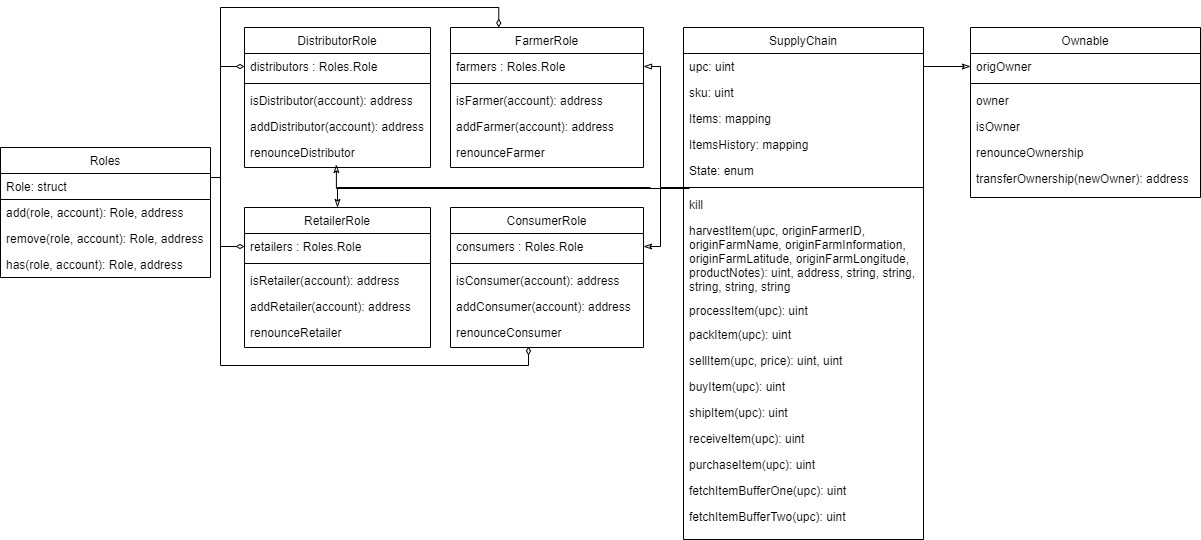 DistributorRole
distributors : Roles.Role
isDistributor(account): address
addDistributor(account): address
renounceDistributor
FarmerRole
farmers : Roles.Role
isFarmer(account): address
addFarmer(account): address
renounceFarmer
Roles
Role: struct
add(role, account): Role, address
remove(role, account): Role, address
has(role, account): Role, address
RetailerRole
retailers : Roles.Role
isRetailer(account): address
addRetailer(account): address
renounceRetailer
ConsumerRole
consumers : Roles.Role
isConsumer(account): address
addConsumer(account): address
renounceConsumer
SupplyChain
upc: uint
sku: uint
Items: mapping
ItemsHistory: mapping
State: enum
kill
harvestItem(upc, originFarmerID,
originFarmName, originFarmInformation,
originFarmLatitude, originFarmLongitude,
productNotes): uint, address, string, string,
string, string, string
processItem(upc): uint
packItem(upc): uint
sellItem(upc, price): uint, uint
buyItem(upc): uint
shipItem(upc): uint
receiveItem(upc): uint
purchaseItem(upc): uint
fetchItemBufferOne(upc): uint
fetchItemBufferTwo(upc): uint
Ownable
origOwner
owner
isOwner
renounceOwnership
transferOwnership(newOwner): address